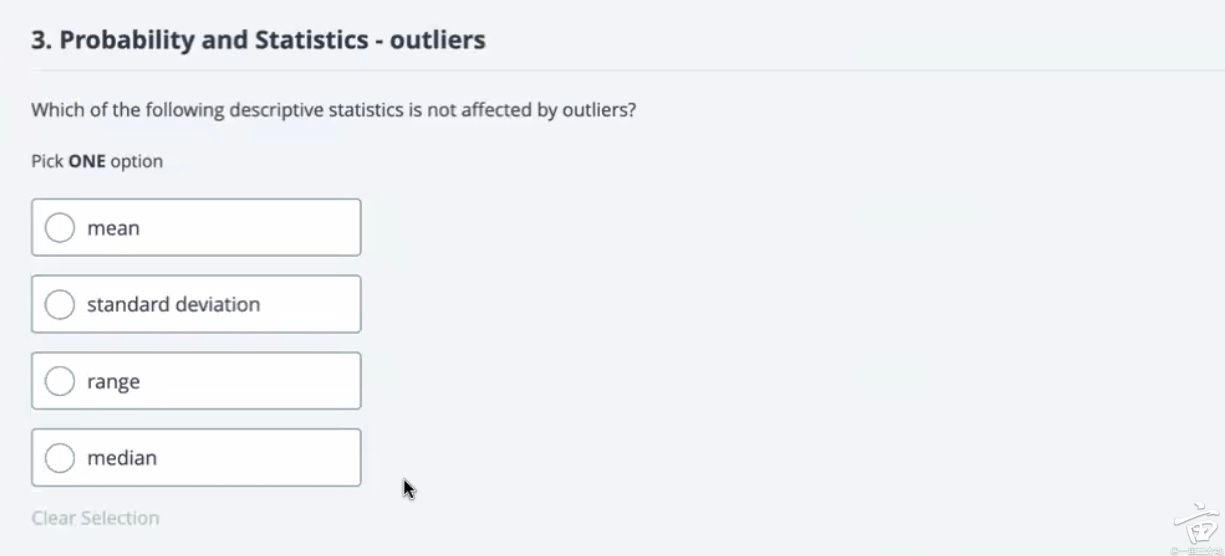 3. Probability and Statistics - outliers
Which of the following descriptive statistics is not affected by outliers?
Pick ONE option
mean
standard deviation
range
median
Clear Selection